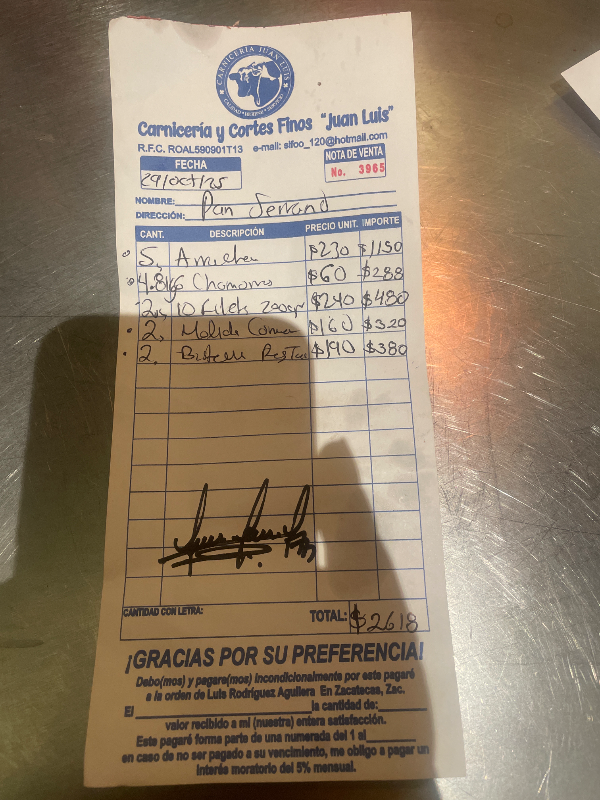 CARNICERÍA JUAN LUIS
Carnicería y Cortes Finos "Juan Luis"
R.F.C. ROAL590901T13 e-mail: sifoo_120@hotmail.com
FECHA
NOTA DE VENTA
29/oct/25
No. 3965
NOMBRE: Pan Serrano
DIRECCIÓN:
CANT. DESCRIPCIÓN PRECIO UNIT. IMPORTE
5, $230 $1150
4.8 Chamorro $60 $288
2 10 Filete 200gr $240 $480
2, Molida $160 $320
2. $190 $380
CANTIDAD CON LETRA:
TOTAL: $2618
¡GRACIAS POR SU PREFERENCIA!
Debo(mos) y pagare(mos) incondicionalmente por este pagaré
a la orden de Luis Rodríguez Aguilera En Zacatecas, Zac.
El la cantidad de:
valor recibido a mi (nuestra) entera satisfacción.
Este pagaré forma parte de una numerada del 1 al
en caso de no ser pagado a su vencimiento, me obligo a pagar un
interés moratorio del 5% mensual.